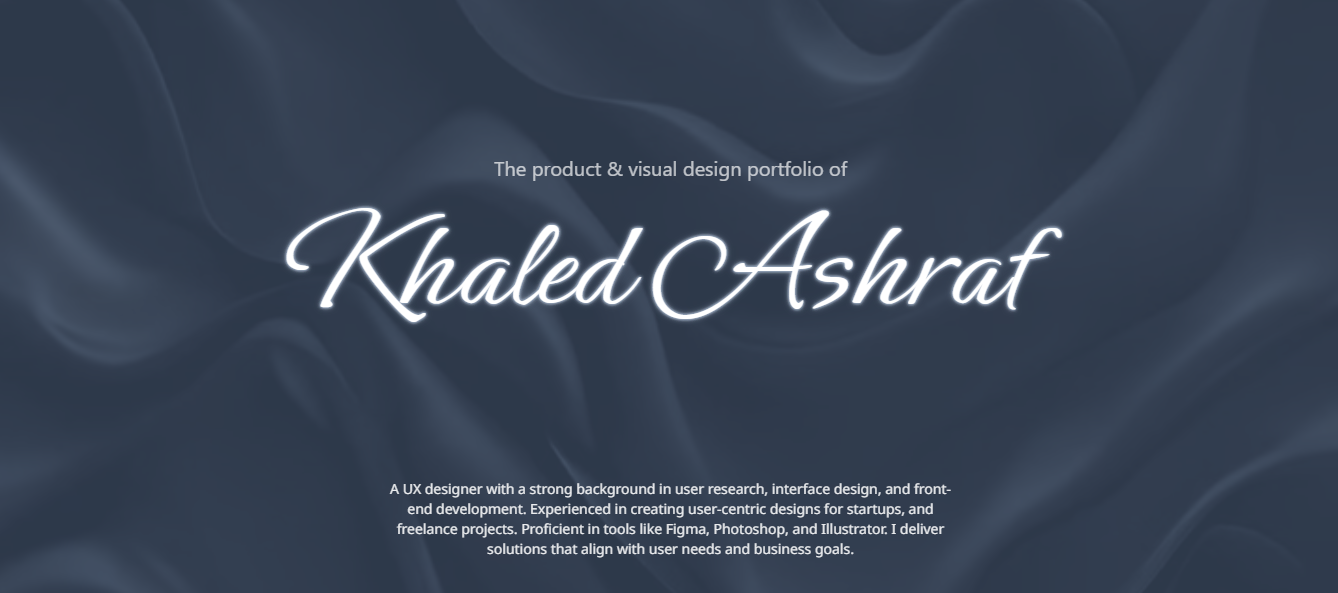 The product & visual design portfolio of
Khaled Ashraf
A UX designer with a strong background in user research, interface design, and front-
end development. Experienced in creating user-centric designs for startups, and
freelance projects. Proficient in tools like Figma, Photoshop, and Illustrator. I deliver
solutions that align with user needs and business goals.